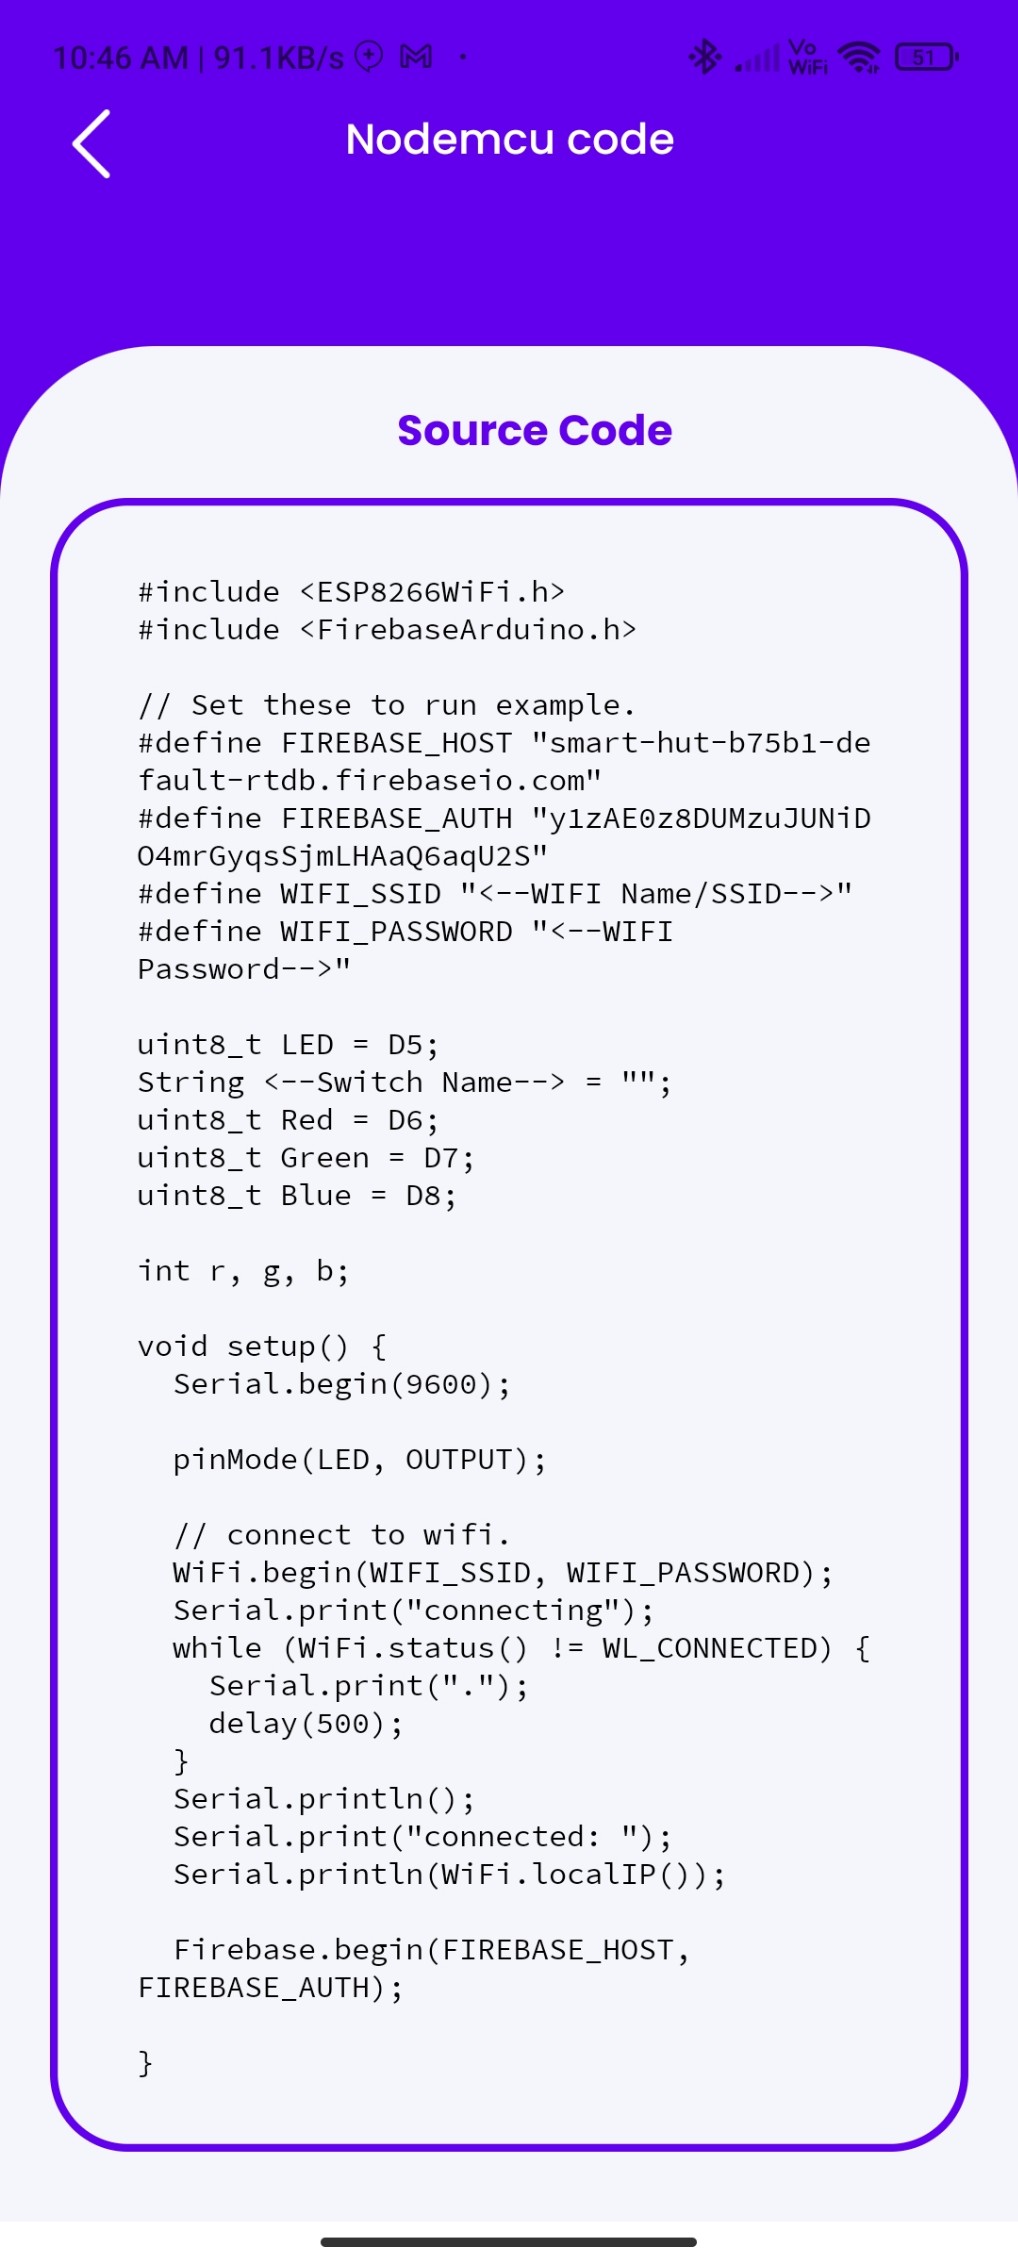 10:46 AM | 91.1KB/s
Vo
WiFi
51
Nodemcu code
Source Code
#include <ESP8266WiFi.h>
#include <FirebaseArduino.h>
// Set these to run example.
#define FIREBASE_HOST "smart-hut-b75b1-de
fault-rtdb.firebaseio.com"
#define FIREBASE_AUTH "y1zAE0z8DUMzuJUNiD
O4mrGyqsSjmLHAaQ6aqU2S"
#define WIFI_SSID "<--WIFI Name/SSID-->"
#define WIFI_PASSWORD "<--WIFI
Password-->"
uint8_t LED = D5;
String <--Switch Name--> = "";
uint8_t Red = D6;
uint8_t Green = D7;
uint8_t Blue = D8;
int r, g, b;
void setup() {
  Serial.begin(9600);
  pinMode(LED, OUTPUT);
  // connect to wifi.
  WiFi.begin(WIFI_SSID, WIFI_PASSWORD);
  Serial.print("connecting");
  while (WiFi.status() != WL_CONNECTED) {
    Serial.print(".");
    delay(500);
  }
  Serial.println();
  Serial.print("connected: ");
  Serial.println(WiFi.localIP());
  Firebase.begin(FIREBASE_HOST,
FIREBASE_AUTH);
}